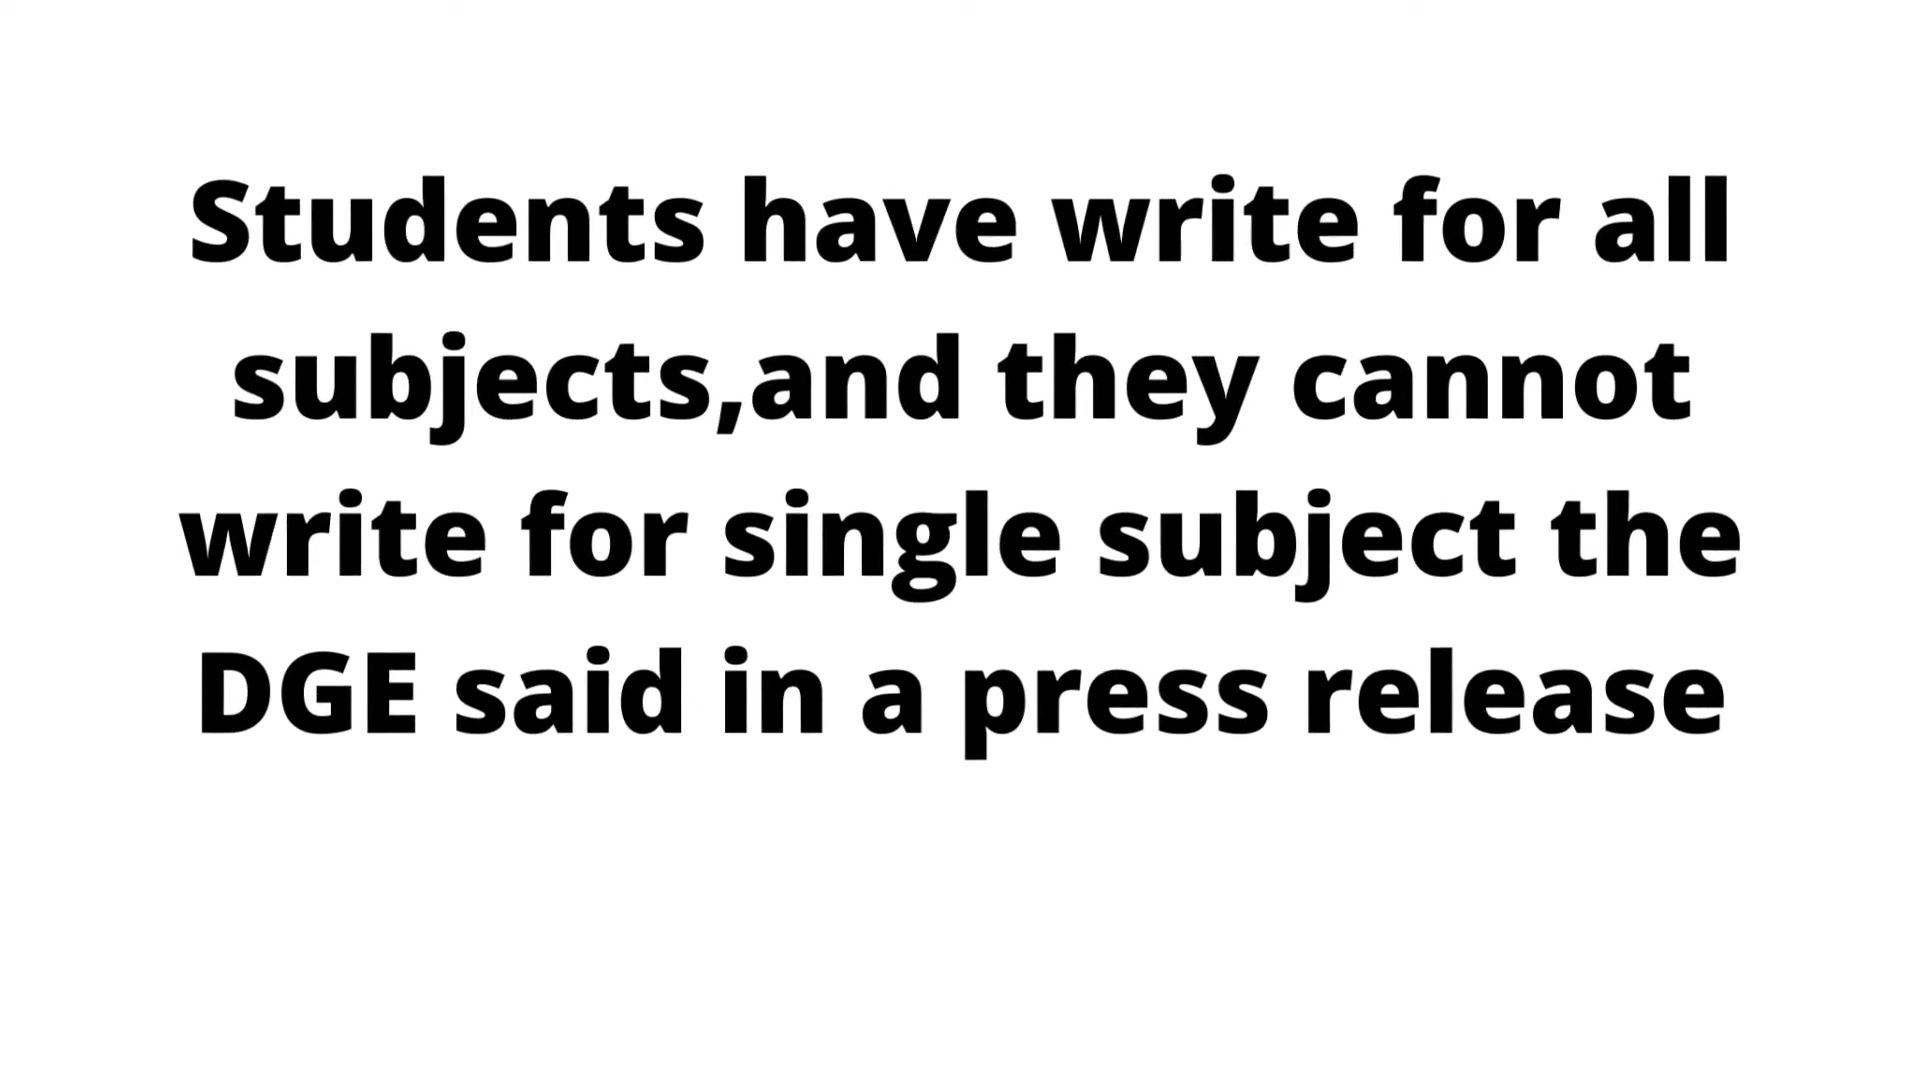 Students have write for all
subjects,and they cannot
write for single subject the
DGE said in a press release